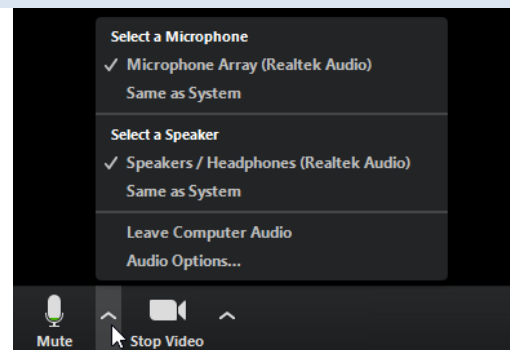 Select a Microphone
✓ Microphone Array (Realtek Audio)
Same as System
Select a Speaker
✓ Speakers / Headphones (Realtek Audio)
Same as System
Leave Computer Audio
Audio Options...
Mute
Stop Video